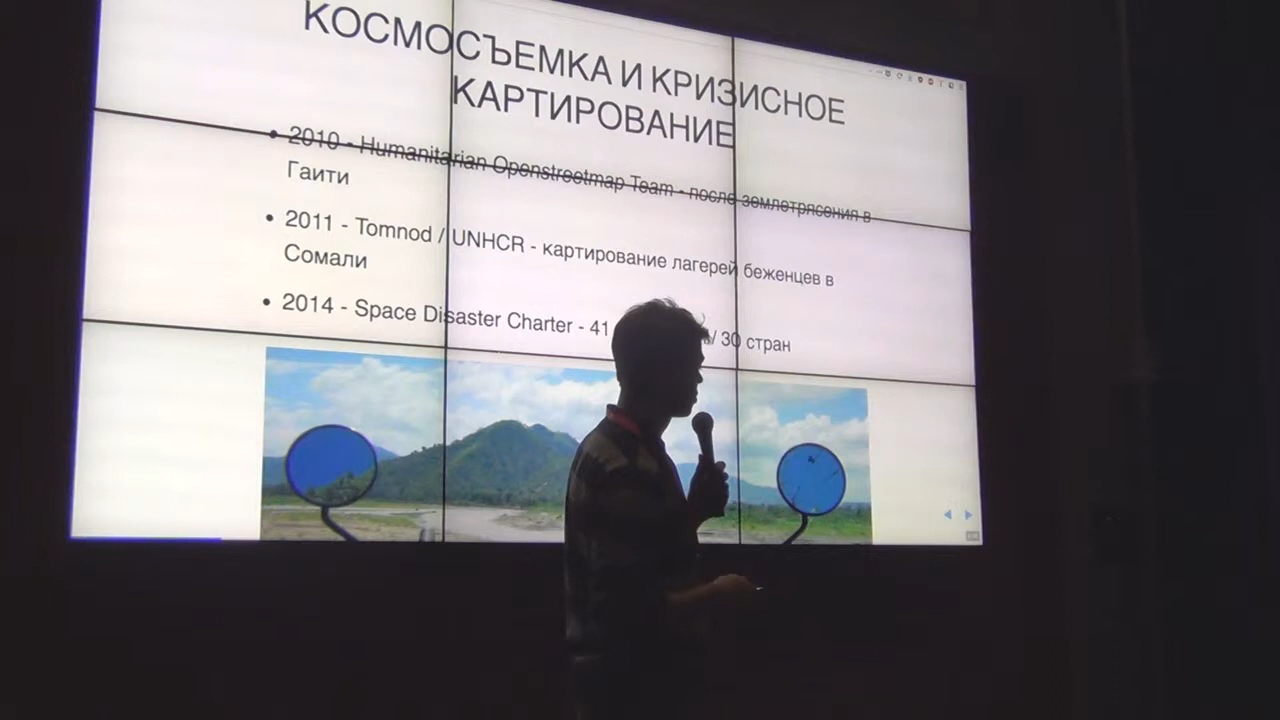 КОСМОСЪЕМКА И КРИЗИСНОЕ
КАРТИРОВАНИЕ
• 2010 - Humanitarian Openstreetmap Team - после землетрясения в
Гаити
• 2011 - Tomnod / UNHCR - картирование лагерей беженцев в
Сомали
• 2014 - Space Disaster Charter - 41 / 30 стран